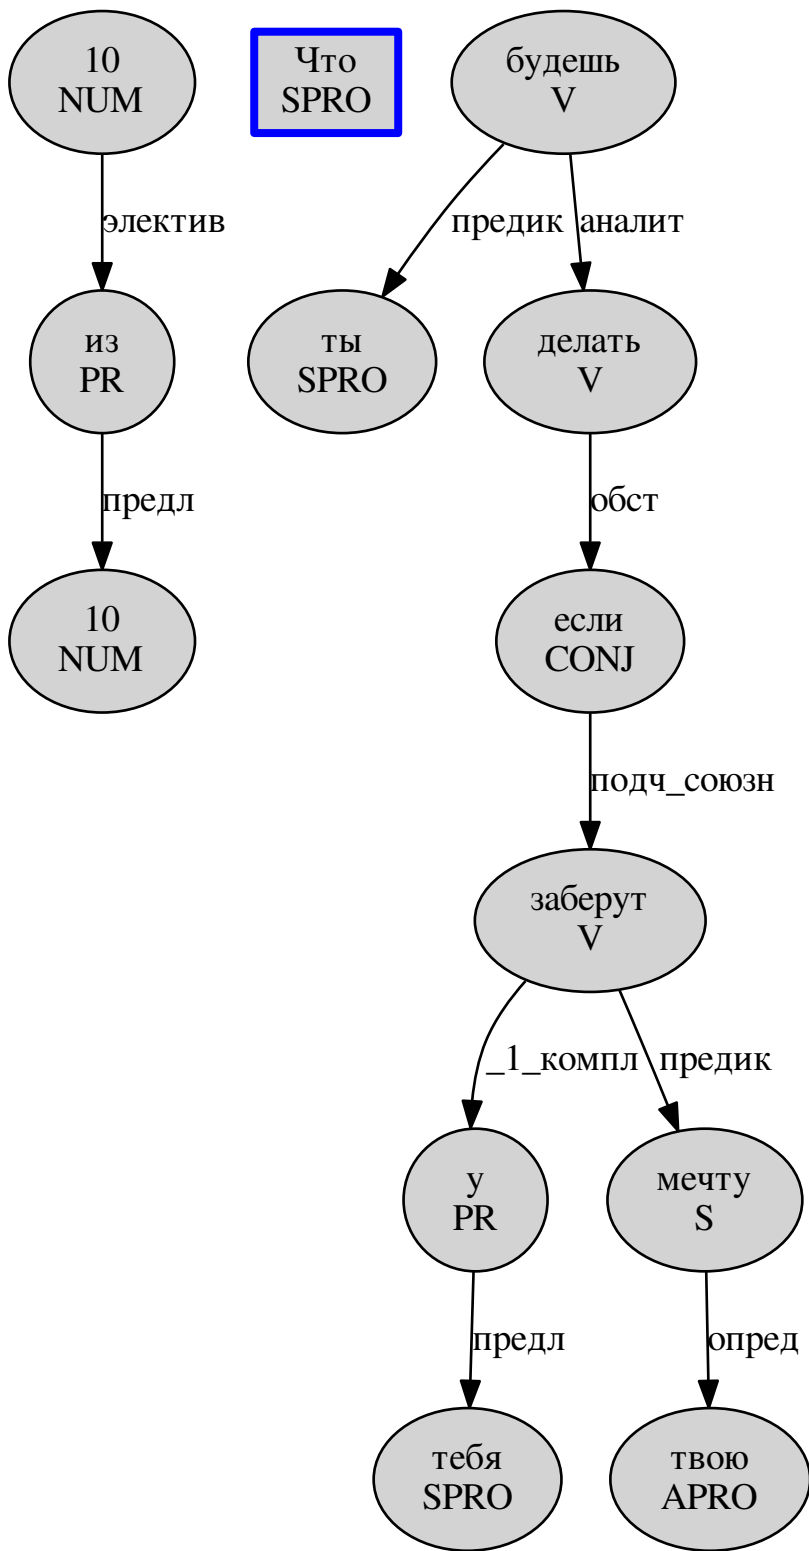 10
NUM
Что
SPRO
будешь
V
электив
предик
аналит
из
PR
ты
SPRO
делать
V
предл
обст
10
NUM
если
CONJ
подч_союзн
заберут
V
_1_компл
предик
у
PR
мечту
S
предл
опред
тебя
SPRO
твою
APRO